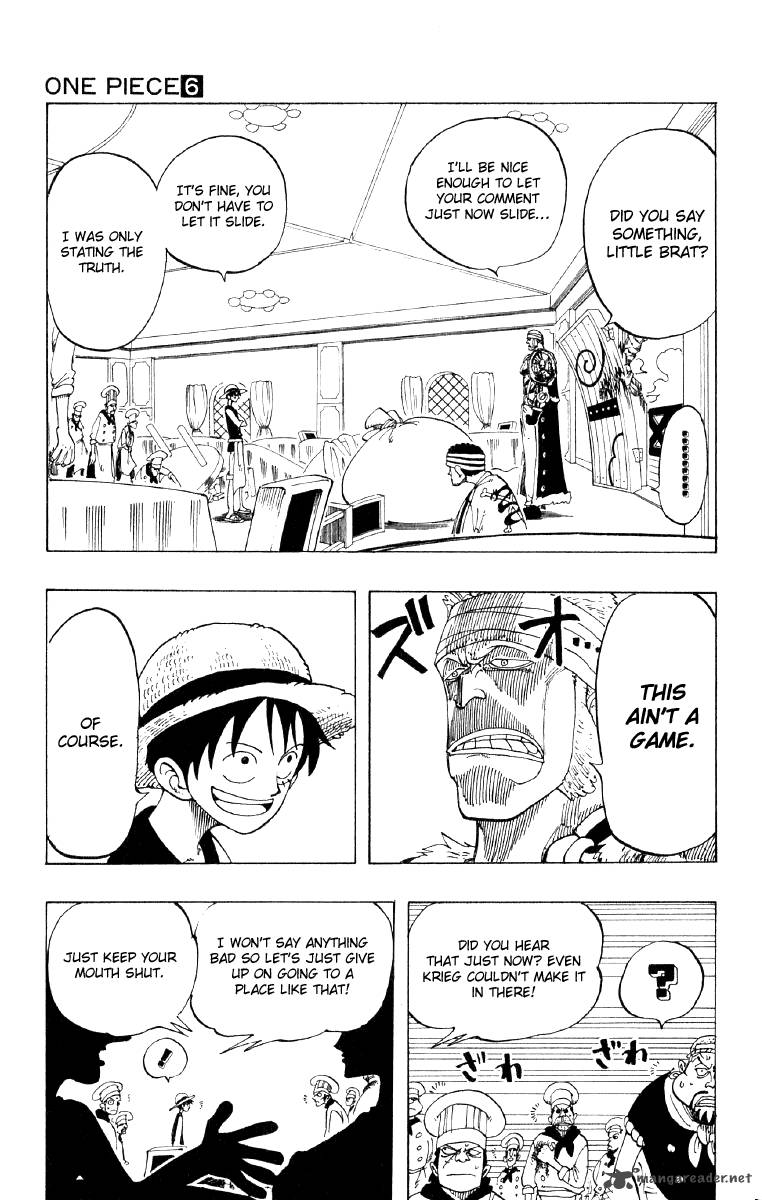 ONE PIECE 6
DID YOU SAY
SOMETHING,
LITTLE BRAT?
I'LL BE NICE
ENOUGH TO LET
YOUR COMMENT
JUST NOW SLIDE...
IT'S FINE, YOU
DON'T HAVE TO
LET IT SLIDE.
I WAS ONLY
STATING THE
TRUTH.
!!!!!!!!
THIS
AIN'T A
GAME.
ズォ
OF
COURSE.
DID YOU HEAR
THAT JUST NOW? EVEN
KRIEG COULDN'T MAKE IT
IN THERE!
?
ざわ
ざわ
I WON'T SAY ANYTHING
BAD SO LET'S JUST GIVE
UP ON GOING TO A
PLACE LIKE THAT!
JUST KEEP YOUR
MOUTH SHUT.
!
mangareader.net